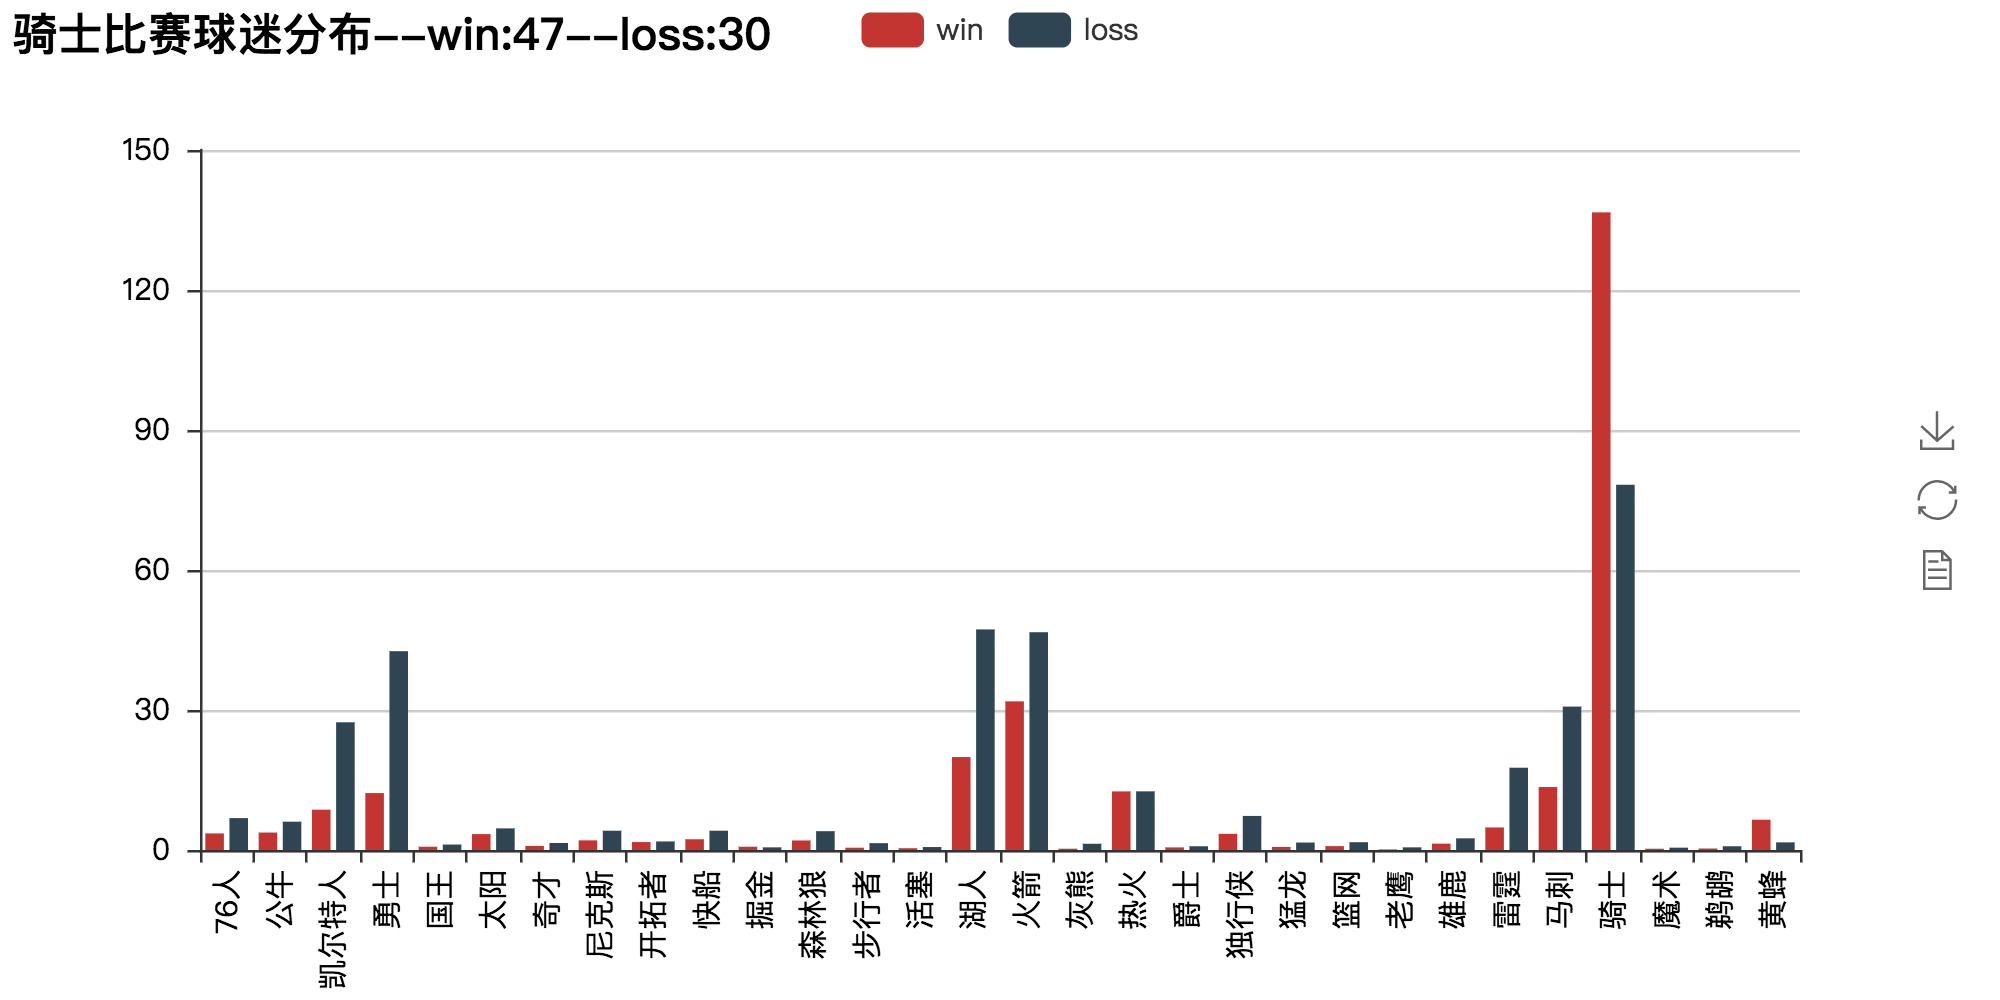 骑士比赛球迷分布--win:47--loss:30
win
loss
150
120
90
60
30
0
76人
公牛
凯尔特人
勇士
国王
太阳
奇才
尼克斯
开拓者
快船
掘金
森林狼
步行者
活塞
湖人
火箭
灰熊
热火
爵士
独行侠
猛龙
篮网
老鹰
雄鹿
雷霆
马刺
骑士
魔术
鹈鹕
黄蜂